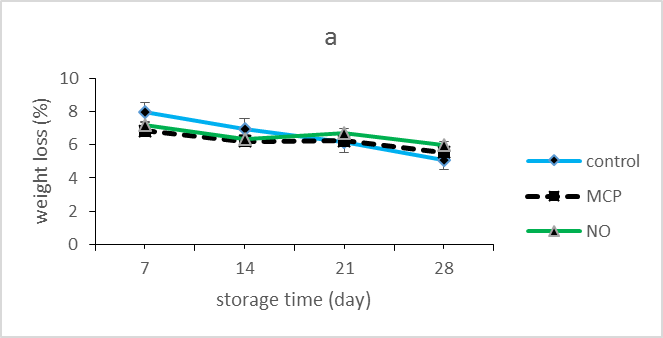 a
10
8
6
4
2
0
weight loss (%)
7 14 21 28
storage time (day)
control
MCP
NO